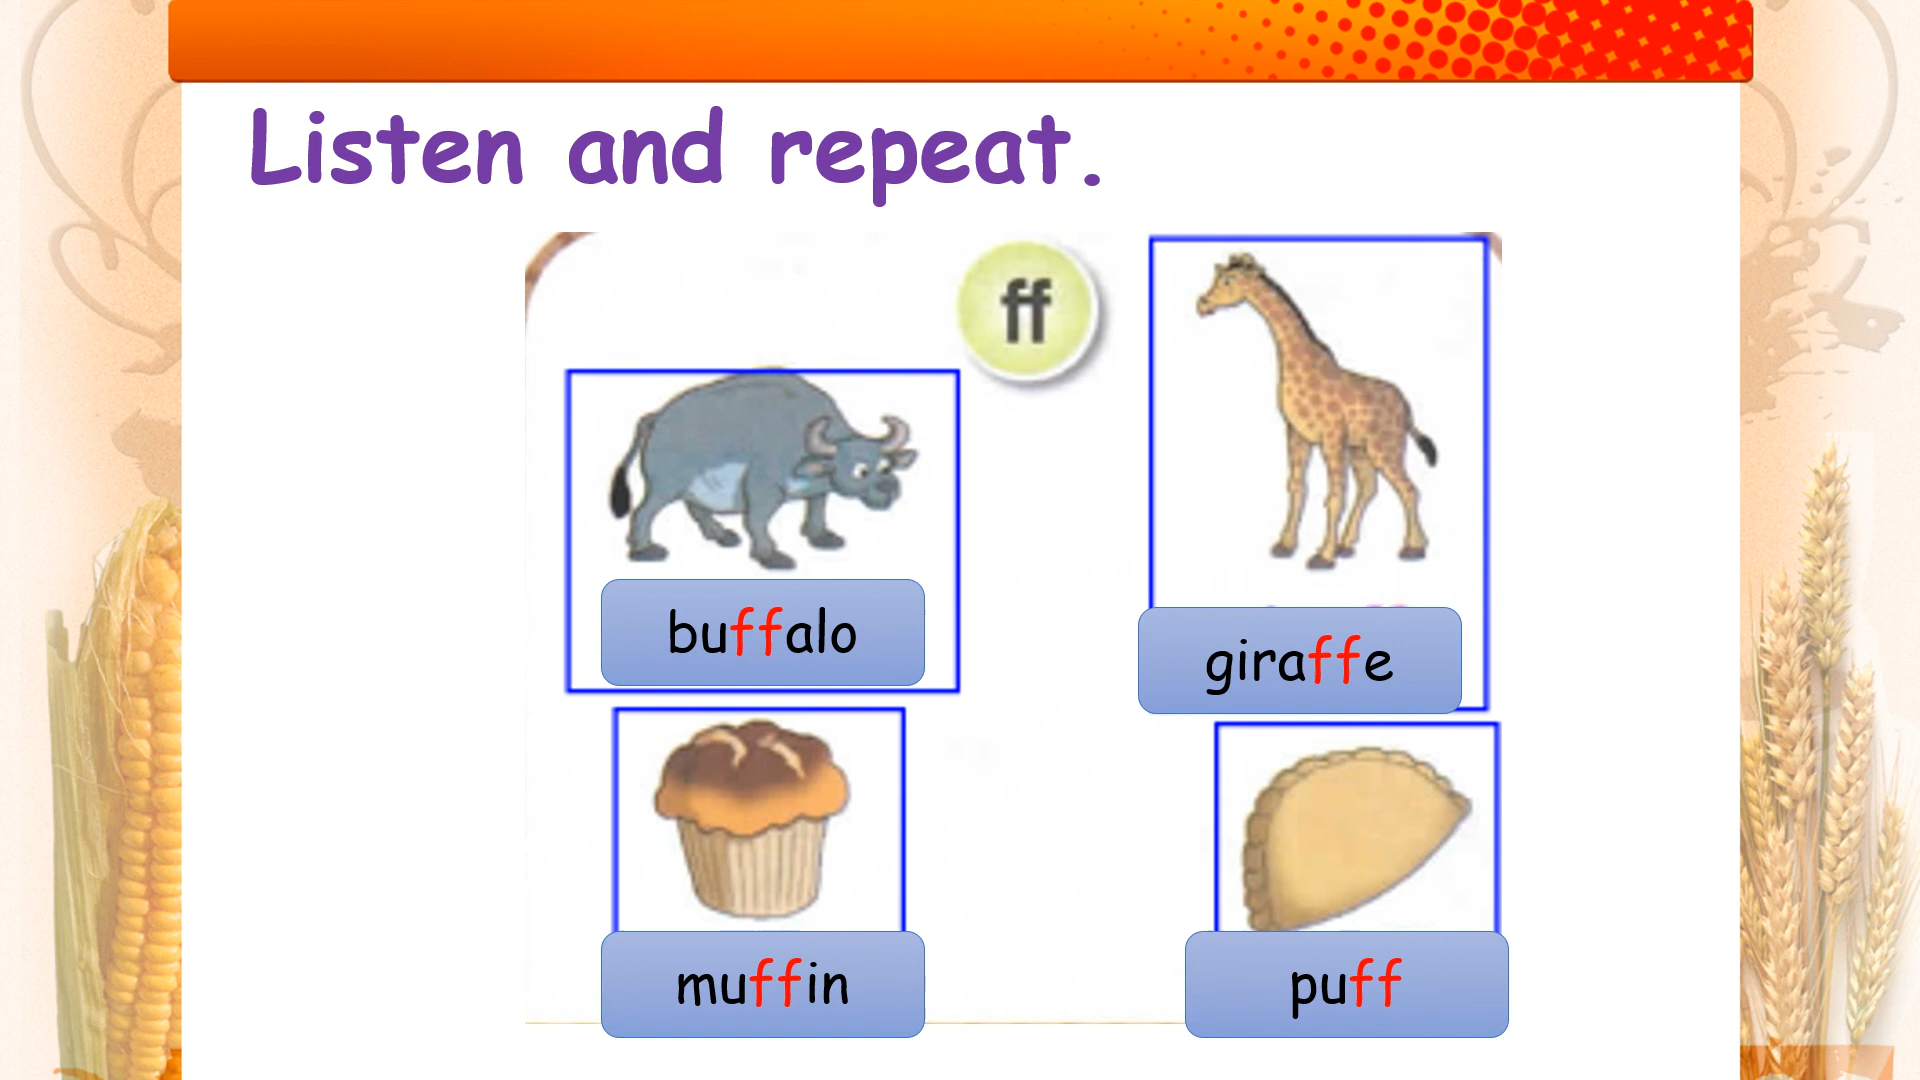 Listen and repeat.
ff
buffalo
giraffe
muffin
puff